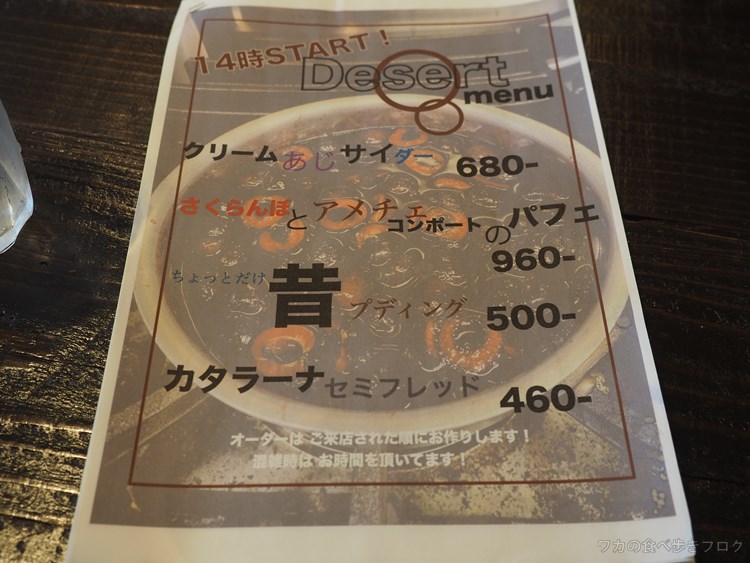 14時START！
Desert
menu
クリームあじサイダー 680-
さくらんぼとアメチェコンポートのパフェ
960-
ちょっとだけ昔プディング 500-
カタラーナセミフレッド 460-
オーダーは ご来店された順にお作りします！
混雑時は お時間を頂いてます！
フカの食べ歩きブログ